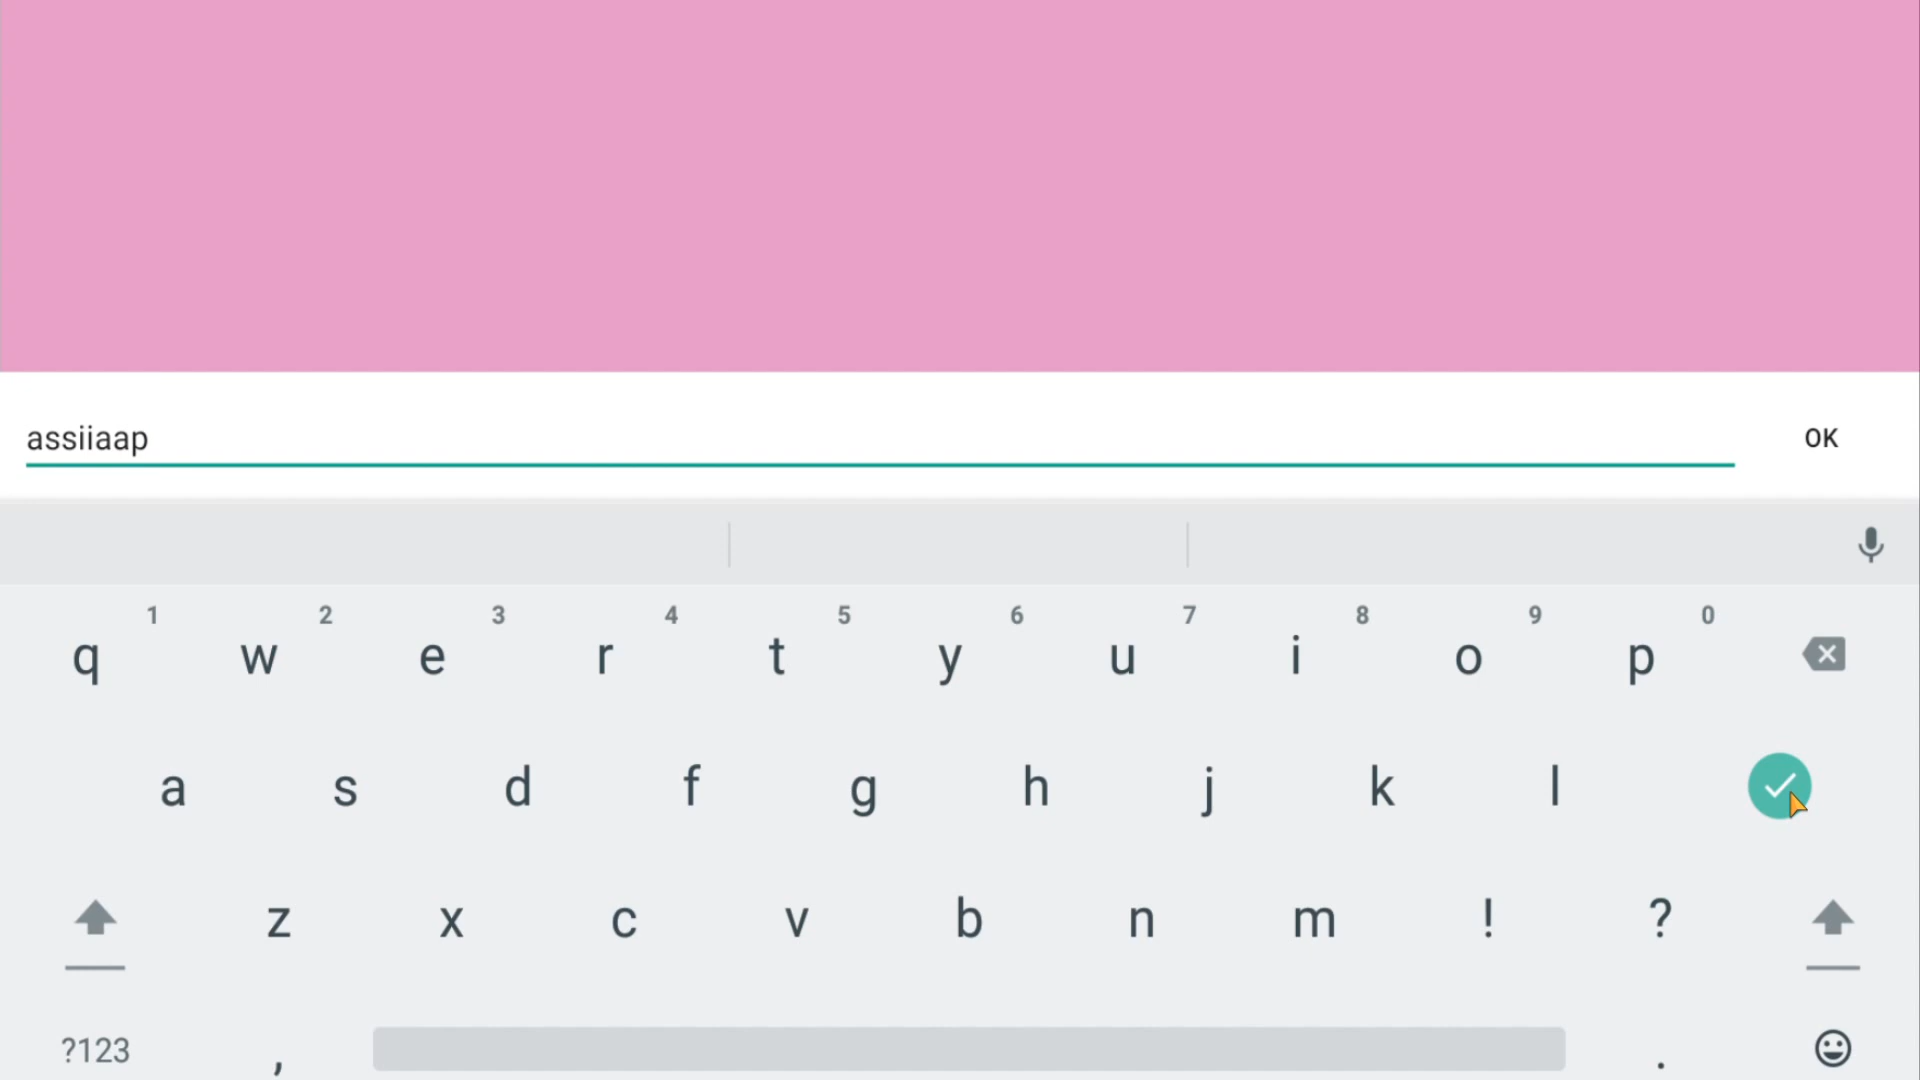 assiiaap
OK
1 2 3 4 5 6 7 8 9 0
q w e r t y u i o p
a s d f g h j k l
z x c v b n m ! ?
?123 , .